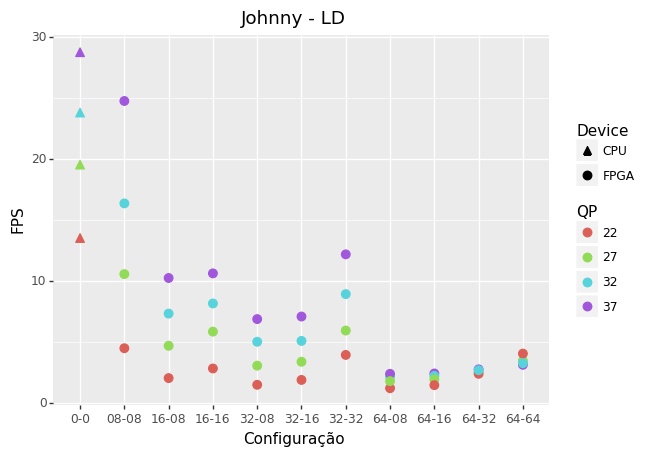 Johnny - LD
30
20
10
0
FPS
0-0 08-08 16-08 16-16 32-08 32-16 32-32 64-08 64-16 64-32 64-64
Configuração
Device
CPU
FPGA
QP
22
27
32
37